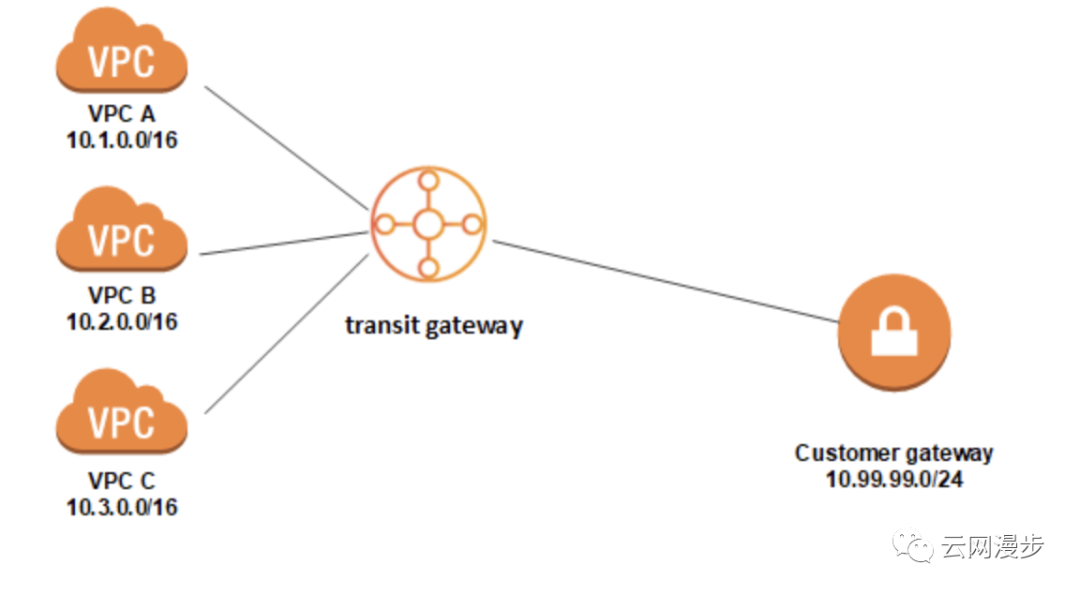 VPC
VPC A
10.1.0.0/16
VPC
VPC B
10.2.0.0/16
VPC
VPC C
10.3.0.0/16
transit gateway
Customer gateway
10.99.99.0/24
云网漫步